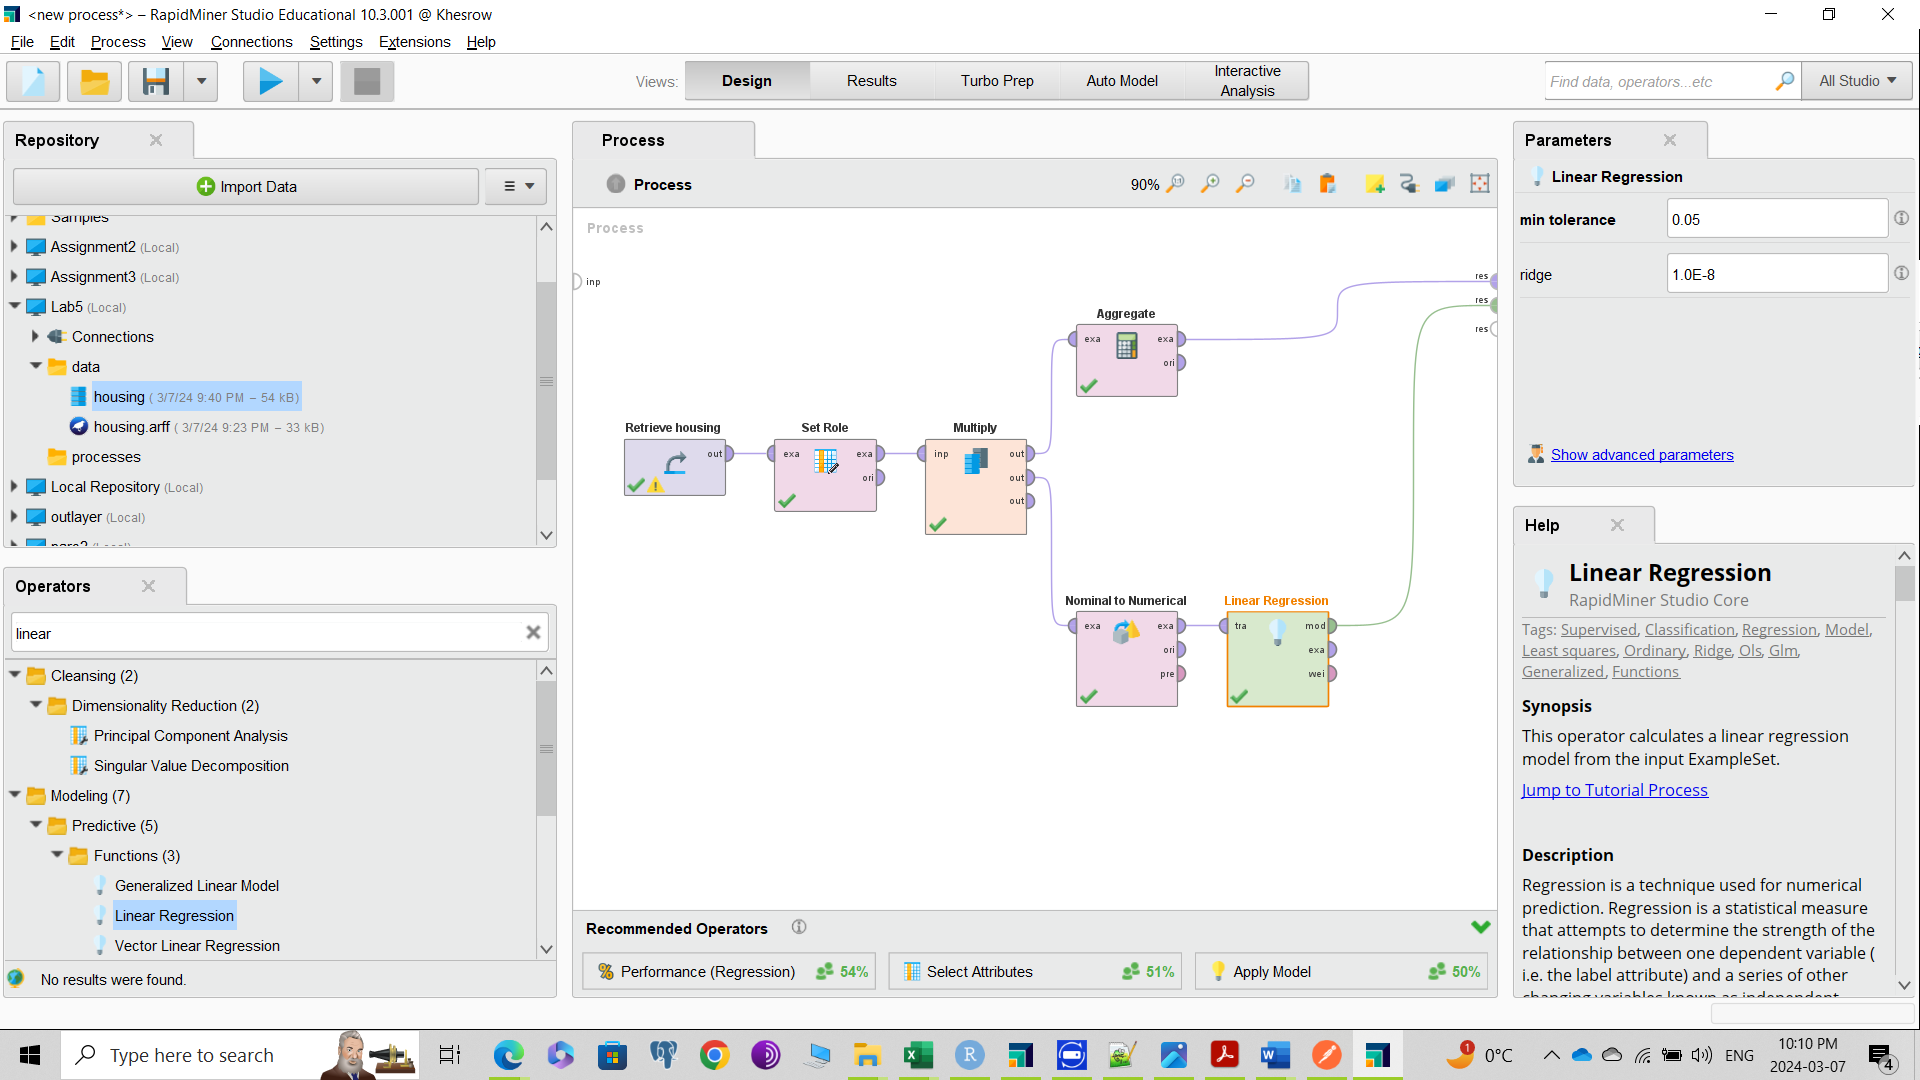 <new process*> – RapidMiner Studio Educational 10.3.001 @ Khesrow
File Edit Process View Connections Settings Extensions Help
Views: Design Results Turbo Prep Auto Model Interactive Analysis
Find data, operators...etc
All Studio
Repository
Import Data
Samples
Assignment2 (Local)
Assignment3 (Local)
Lab5 (Local)
Connections
data
housing ( 3/7/24 9:40 PM – 54 kB)
housing.arff ( 3/7/24 9:23 PM – 33 kB)
processes
Local Repository (Local)
outlayer (Local)
Operators
linear
Cleansing (2)
Dimensionality Reduction (2)
Principal Component Analysis
Singular Value Decomposition
Modeling (7)
Predictive (5)
Functions (3)
Generalized Linear Model
Linear Regression
Vector Linear Regression
No results were found.
Process
Process
90%
Process
inp
res
res
res
Aggregate
exa exa
ori
Retrieve housing
out
Set Role
exa exa
ori
Multiply
inp out
out
out
Nominal to Numerical
exa exa
ori
pre
Linear Regression
tra mod
exa
wei
Recommended Operators
Performance (Regression) 54%
Select Attributes 51%
Apply Model 50%
Parameters
Linear Regression
min tolerance 0.05
ridge 1.0E-8
Show advanced parameters
Help
Linear Regression
RapidMiner Studio Core
Tags: Supervised, Classification, Regression, Model,
Least squares, Ordinary, Ridge, Ols, Glm,
Generalized, Functions
Synopsis
This operator calculates a linear regression
model from the input ExampleSet.
Jump to Tutorial Process
Description
Regression is a technique used for numerical
prediction. Regression is a statistical measure
that attempts to determine the strength of the
relationship between one dependent variable (
i.e. the label attribute) and a series of other
changing variables known as independent
Type here to search
1
0°C
ENG
10:10 PM
2024-03-07
4